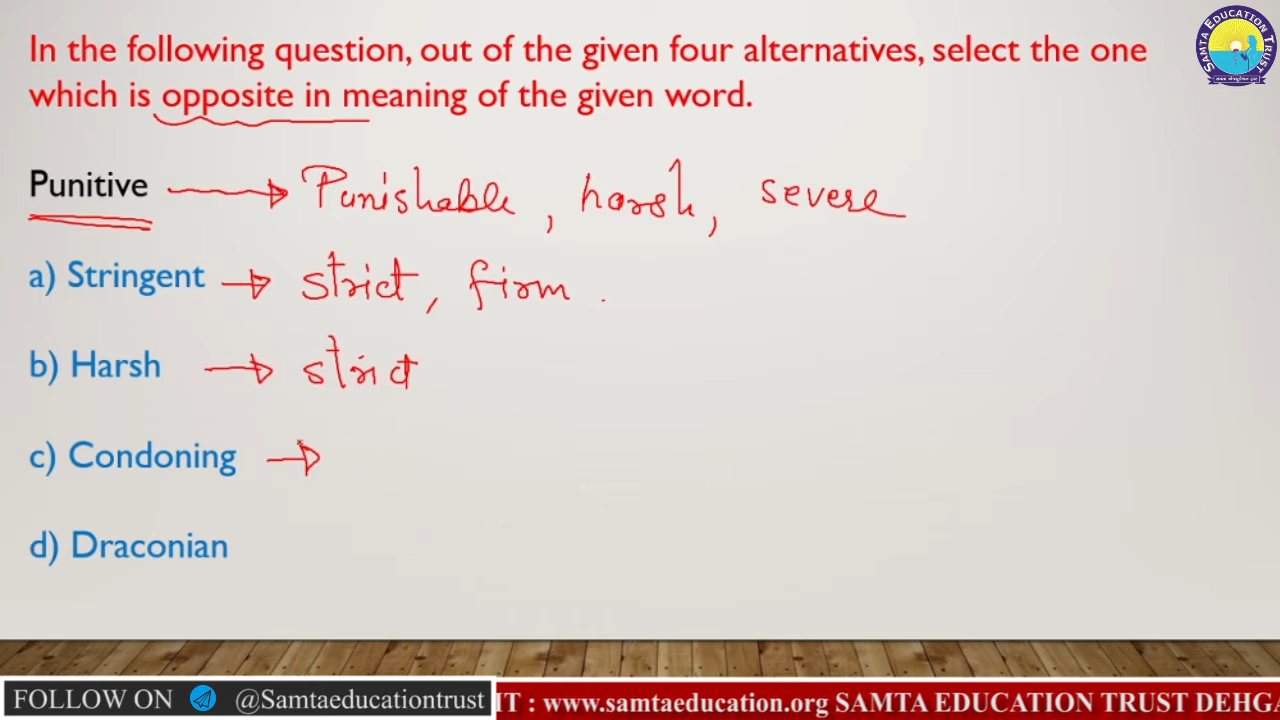 In the following question, out of the given four alternatives, select the one
which is opposite in meaning of the given word.
Punitive → Punishable, harsh, severe
a) Stringent → strict, firm.
b) Harsh → strict
c) Condoning →
d) Draconian
SAMTA EDUCATION TRUST
FOLLOW ON @Samtaeducationtrust IT : www.samtaeducation.org SAMTA EDUCATION TRUST DEHGA